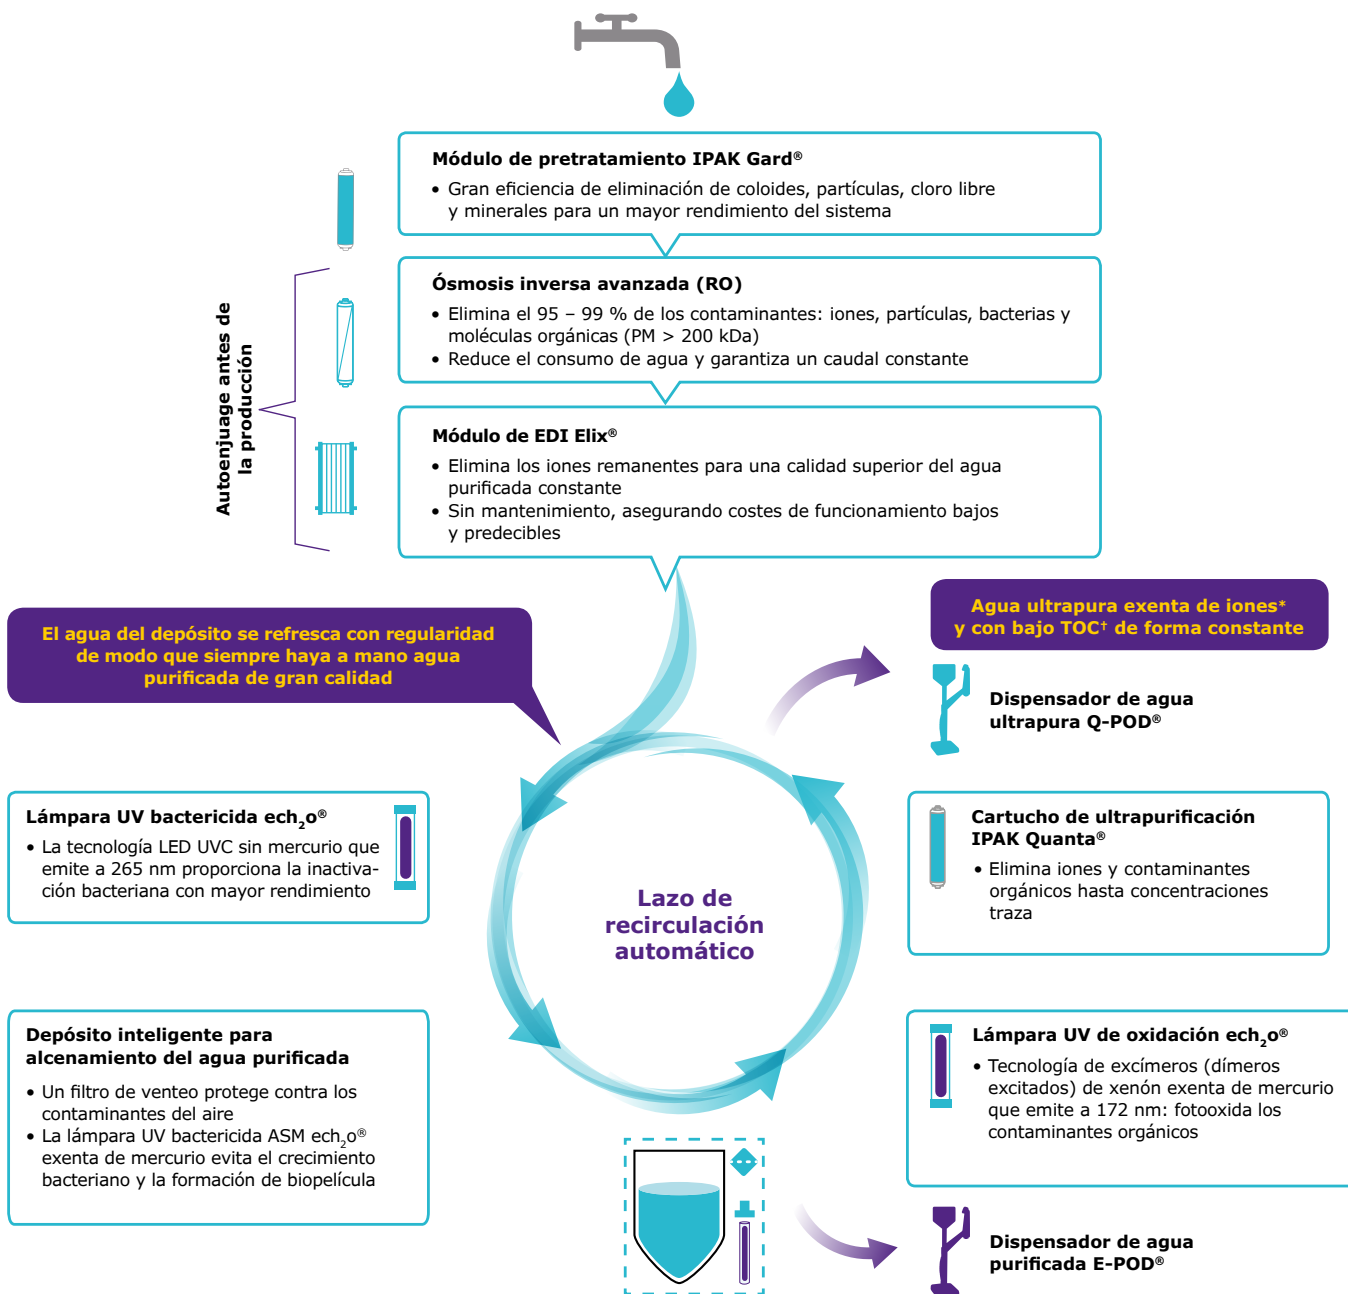 Módulo de pretratamiento IPAK Gard®
• Gran eficiencia de eliminación de coloides, partículas, cloro libre
y minerales para un mayor rendimiento del sistema
Autoenjuage antes de
la producción
Ósmosis inversa avanzada (RO)
• Elimina el 95 – 99 % de los contaminantes: iones, partículas, bacterias y
moléculas orgánicas (PM > 200 kDa)
• Reduce el consumo de agua y garantiza un caudal constante
Módulo de EDI Elix®
• Elimina los iones remanentes para una calidad superior del agua
purificada constante
• Sin mantenimiento, asegurando costes de funcionamiento bajos
y predecibles
El agua del depósito se refresca con regularidad
de modo que siempre haya a mano agua
purificada de gran calidad
Agua ultrapura exenta de iones*
y con bajo TOC† de forma constante
Dispensador de agua
ultrapura Q-POD®
Lámpara UV bactericida ech₂o®
• La tecnología LED UVC sin mercurio que
emite a 265 nm proporciona la inactiva-
ción bacteriana con mayor rendimiento
Cartucho de ultrapurificación
IPAK Quanta®
• Elimina iones y contaminantes
orgánicos hasta concentraciones
traza
Lazo de
recirculación
automático
Depósito inteligente para
alcenamiento del agua purificada
• Un filtro de venteo protege contra los
contaminantes del aire
• La lámpara UV bactericida ASM ech₂o®
exenta de mercurio evita el crecimiento
bacteriano y la formación de biopelícula
Lámpara UV de oxidación ech₂o®
• Tecnología de excímeros (dímeros
excitados) de xenón exenta de mercurio
que emite a 172 nm: fotooxida los
contaminantes orgánicos
Dispensador de agua
purificada E-POD®